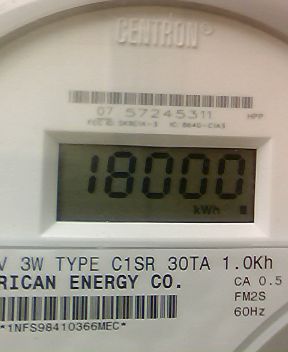 CENTRON®
07 57245311 HPP
18000
kWh
V 3W TYPE C1SR 30TA 1.0Kh
RICAN ENERGY CO. CA 0.5
FM2S
60Hz
*1NFS98410366MEC*